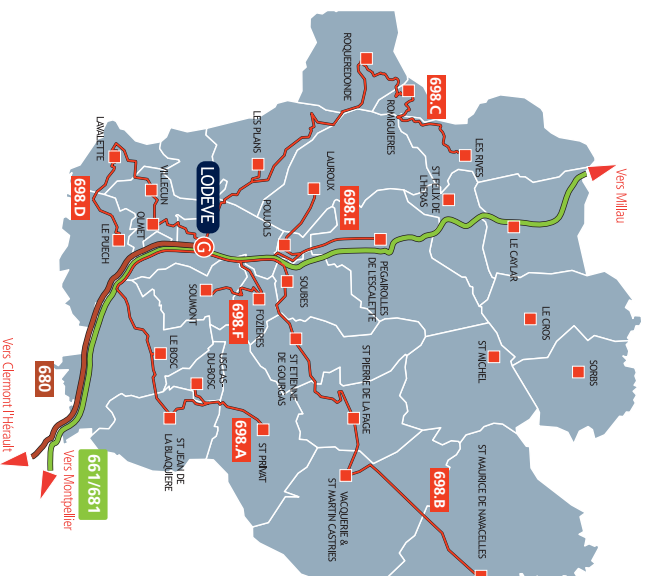 Vers Millau
ROQUEREDONDE
698.C
ROMIGUIERES
LES RIVES
LAVALETTE
LES PLANS
LAUROUX
ST FELIX DE
L'HERAS
698.E
VILLECUN
698.D
LODEVE
OLMET
POUJOLS
LE PUECH
G
LE CAYLAR
PEGAIROLLES
DE L'ESCALETTE
SOUMONT
SOUBES
698.F
FOZIERES
LE CROS
LE BOSC
USCLAS-
DU-BOSC
ST ETIENNE
DE GOURGAS
ST PIERRE DE LA FAGE
ST MICHEL
SORBS
Vers Clermont l'Hérault
680
661/681
Vers Montpellier
ST JEAN DE
LA BLAQUIERE
698.A
ST PRIVAT
VACQUERIE &
ST MARTIN CASTRIES
698.B
ST MAURICE DE NAVACELLES